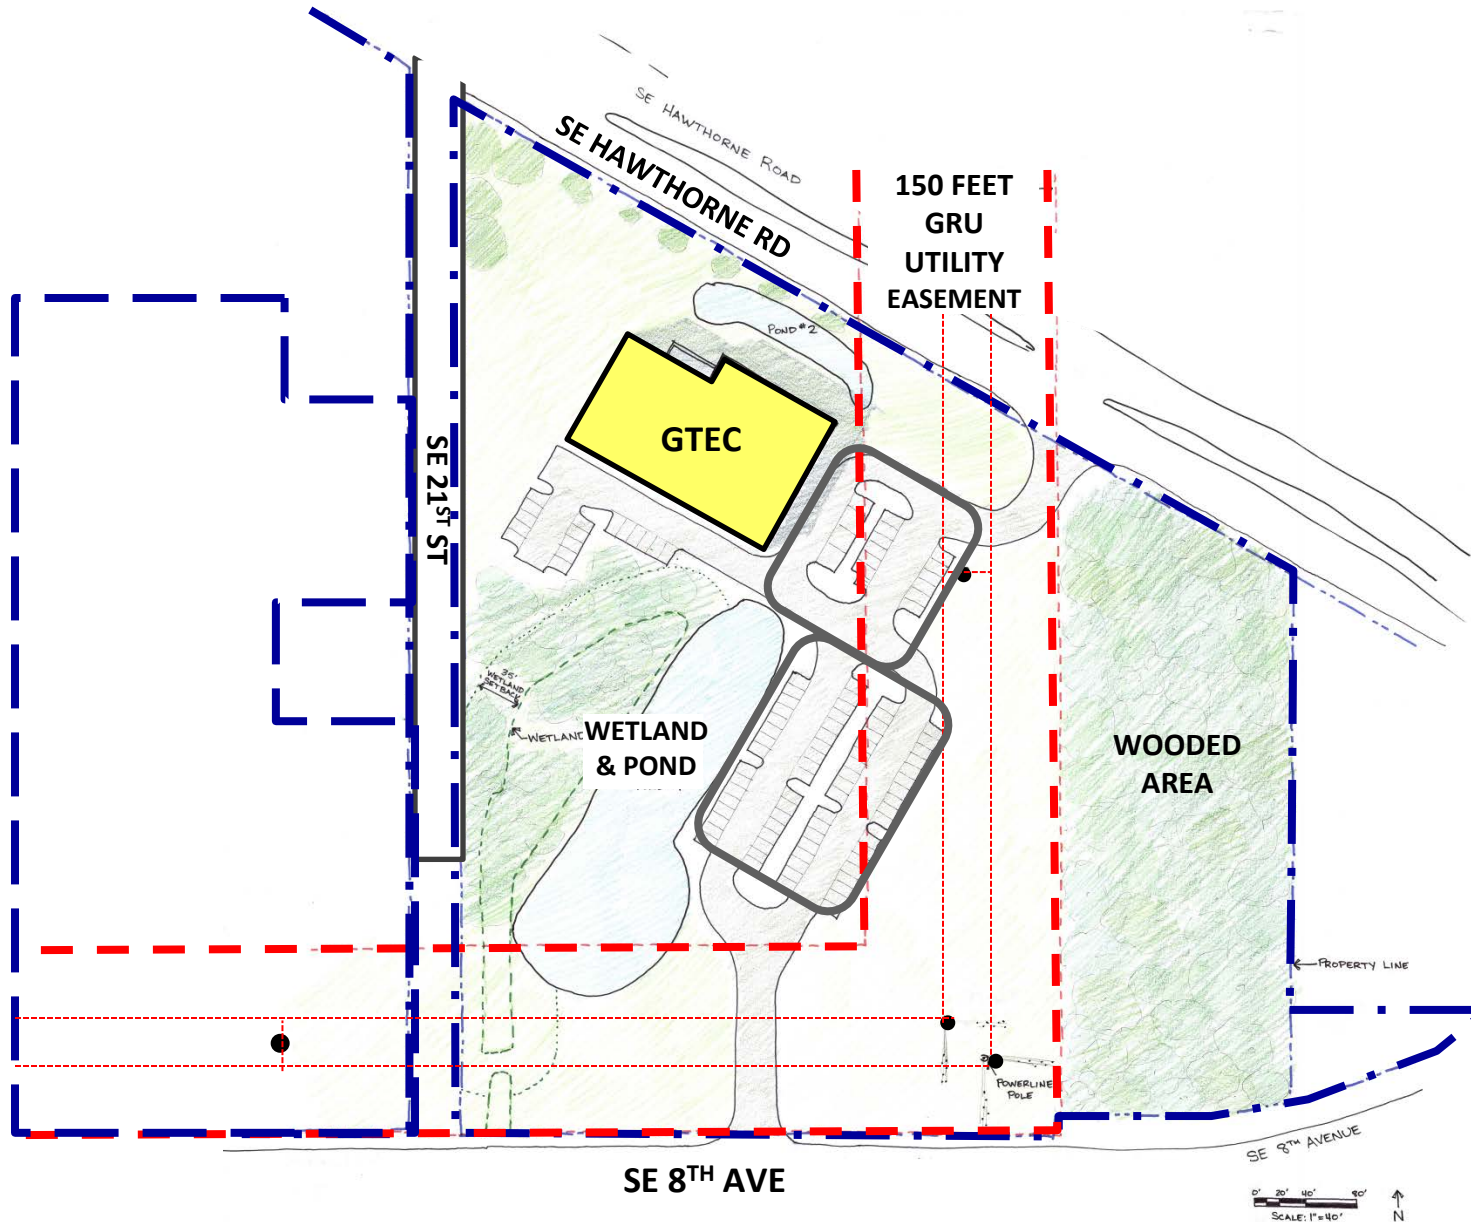 SE HAWTHORNE ROAD
SE HAWTHORNE RD
150 FEET
GRU
UTILITY
EASEMENT
POND #2
GTEC
SE 21ST ST
35'
WETLAND
SETBACK
WETLAND
WETLAND
& POND
WOODED
AREA
PROPERTY LINE
POWERLINE
POLE
SE 8TH AVENUE
SE 8TH AVE
0' 20' 40' 80'
SCALE: 1"=40'
N